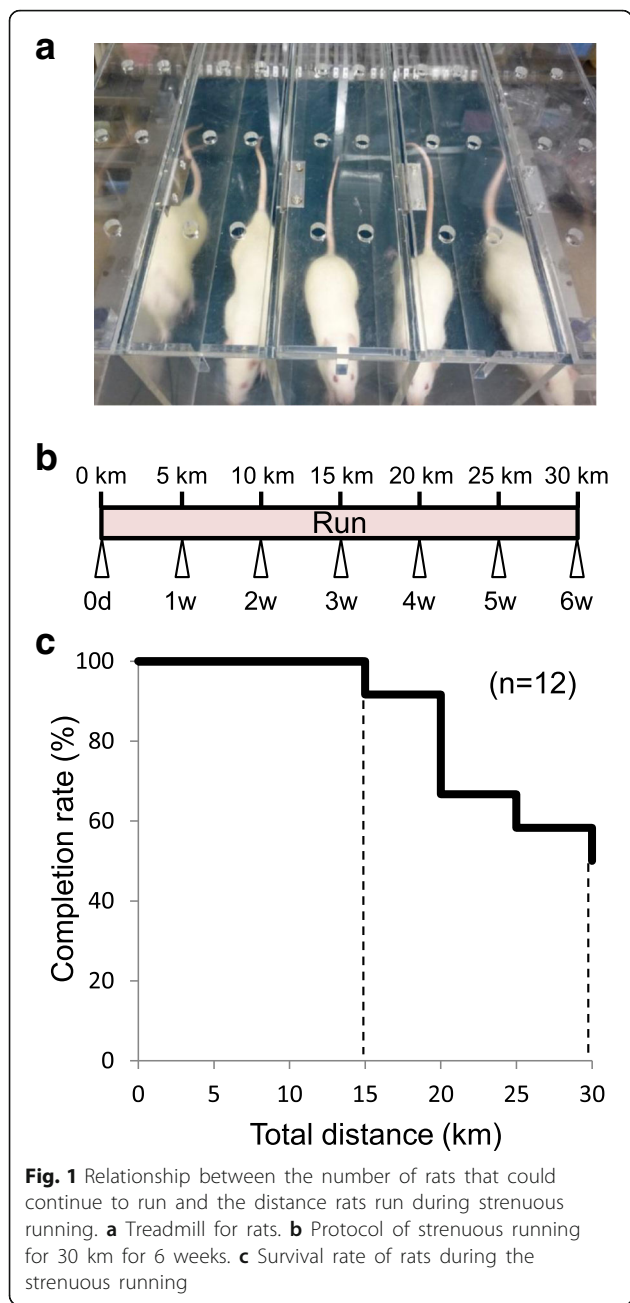 a
b
0 km 5 km 10 km 15 km 20 km 25 km 30 km
Run
0d 1w 2w 3w 4w 5w 6w
c
(n=12)
Completion rate (%)
100
80
60
40
20
0
0 5 10 15 20 25 30
Total distance (km)
Fig. 1 Relationship between the number of rats that could
continue to run and the distance rats run during strenuous
running. a Treadmill for rats. b Protocol of strenuous running
for 30 km for 6 weeks. c Survival rate of rats during the
strenuous running